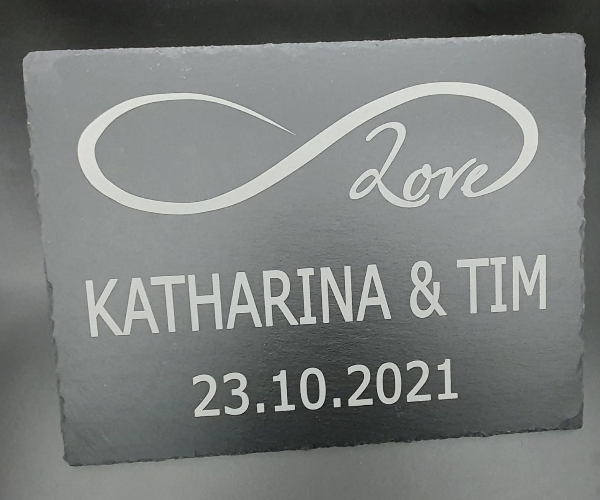 Love
KATHARINA & TIM
23.10.2021